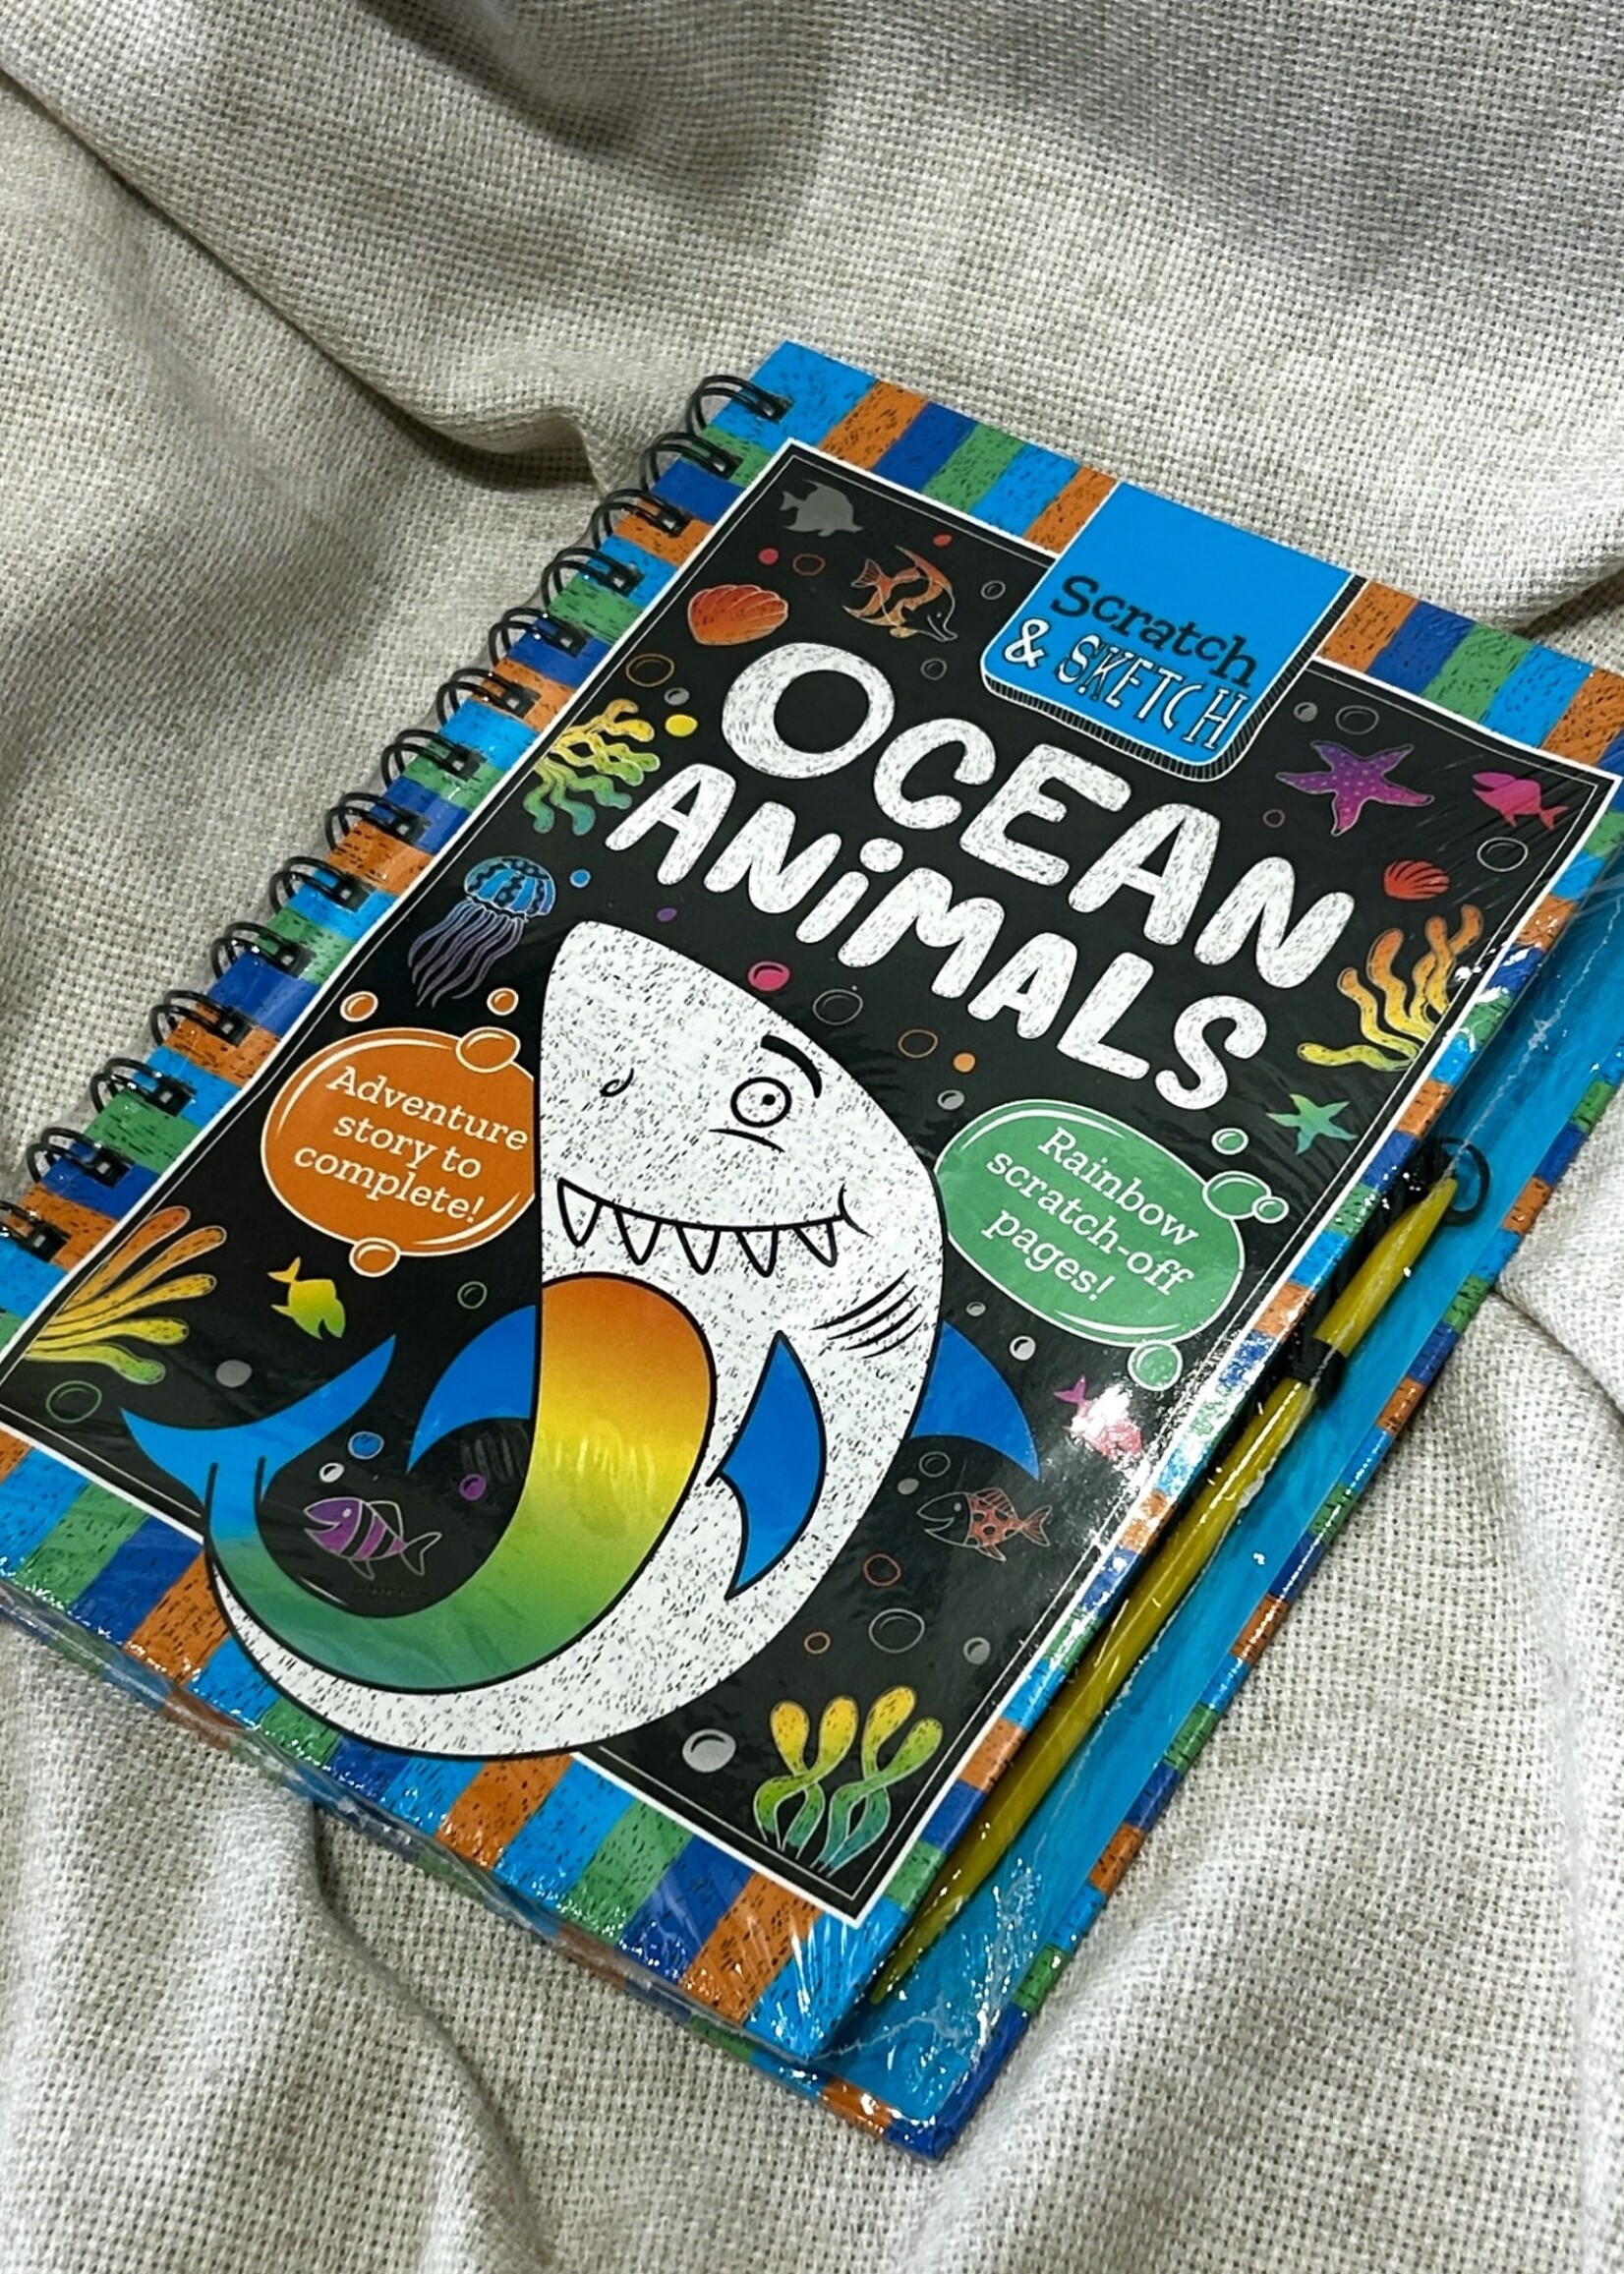 Scratch
& SKETCH
OCEAN
ANiMALS
Adventure
story to
complete!
Rainbow
scratch-off
pages!